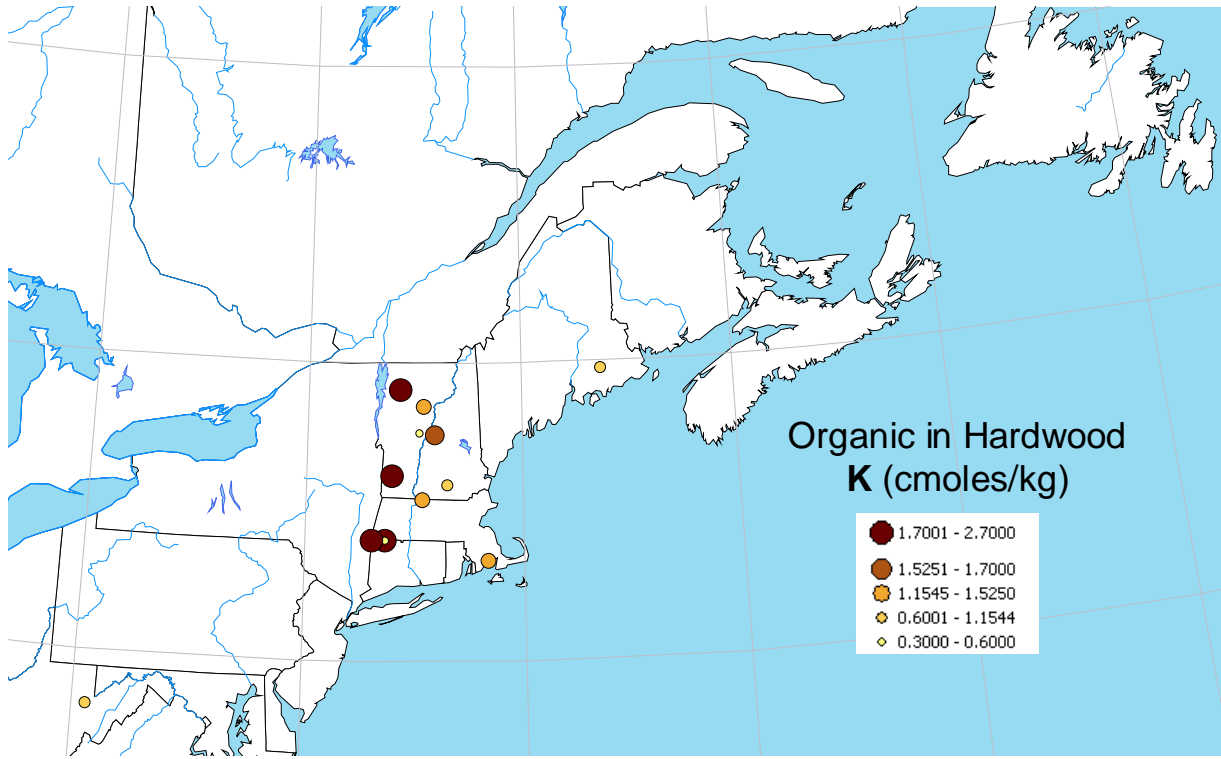 Organic in Hardwood
K (cmoles/kg)
1.7001 - 2.7000
1.5251 - 1.7000
1.1545 - 1.5250
0.6001 - 1.1544
0.3000 - 0.6000